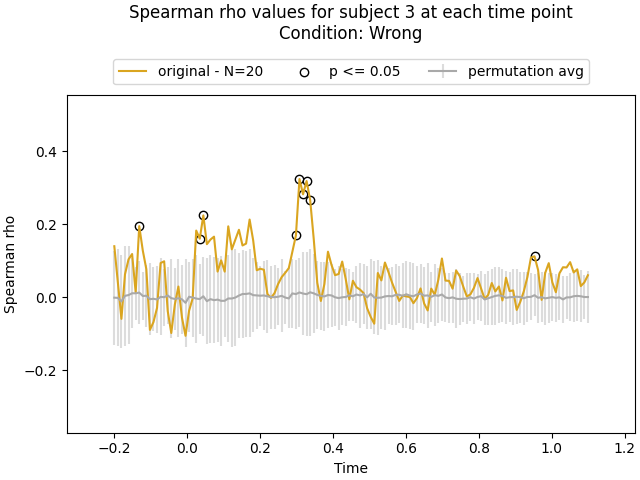 Spearman rho values for subject 3 at each time point
Condition: Wrong
original - N=20
p <= 0.05
permutation avg
Spearman rho
0.4
0.2
0.0
−0.2
−0.2
0.0
0.2
0.4
0.6
0.8
1.0
1.2
Time